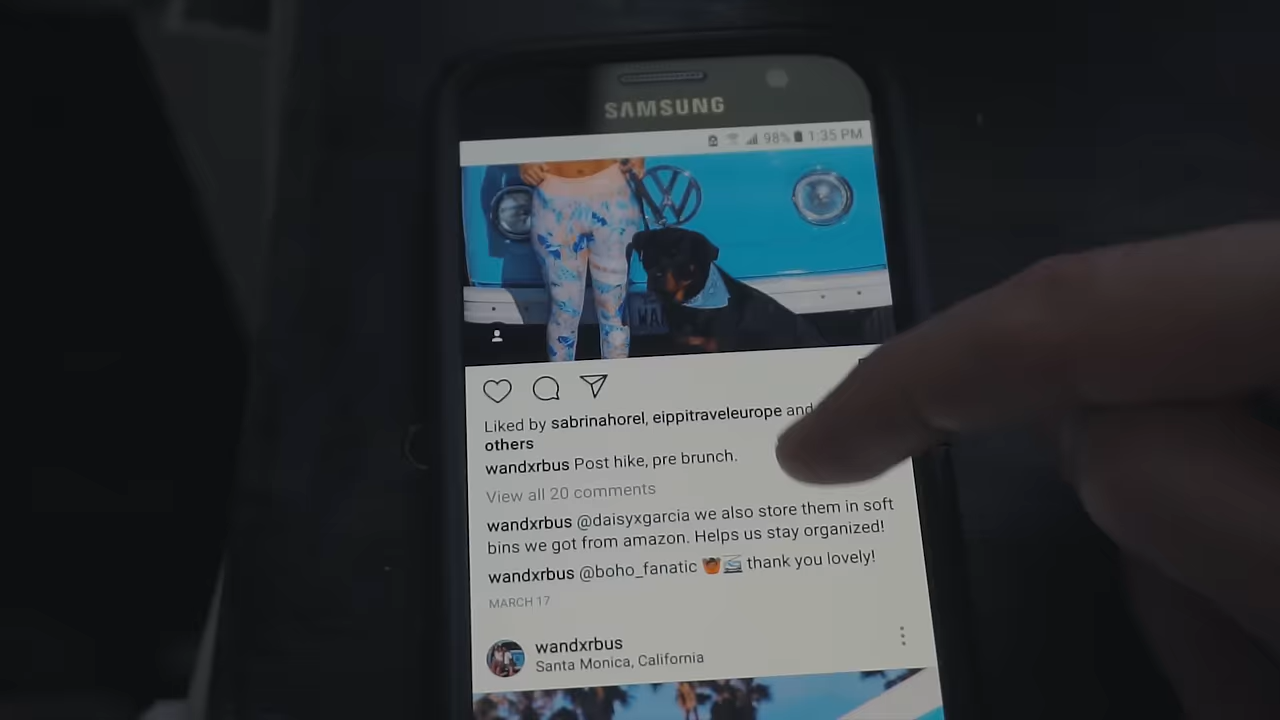 SAMSUNG
98% 1:35 PM
Liked by sabrinahorel, eippitraveleurope and
others
wandxrbus Post hike, pre brunch.
View all 20 comments
wandxrbus @daisyxgarcia we also store them in soft
bins we got from amazon. Helps us stay organized!
wandxrbus @boho_fanatic thank you lovely!
MARCH 17
wandxrbus
Santa Monica, California